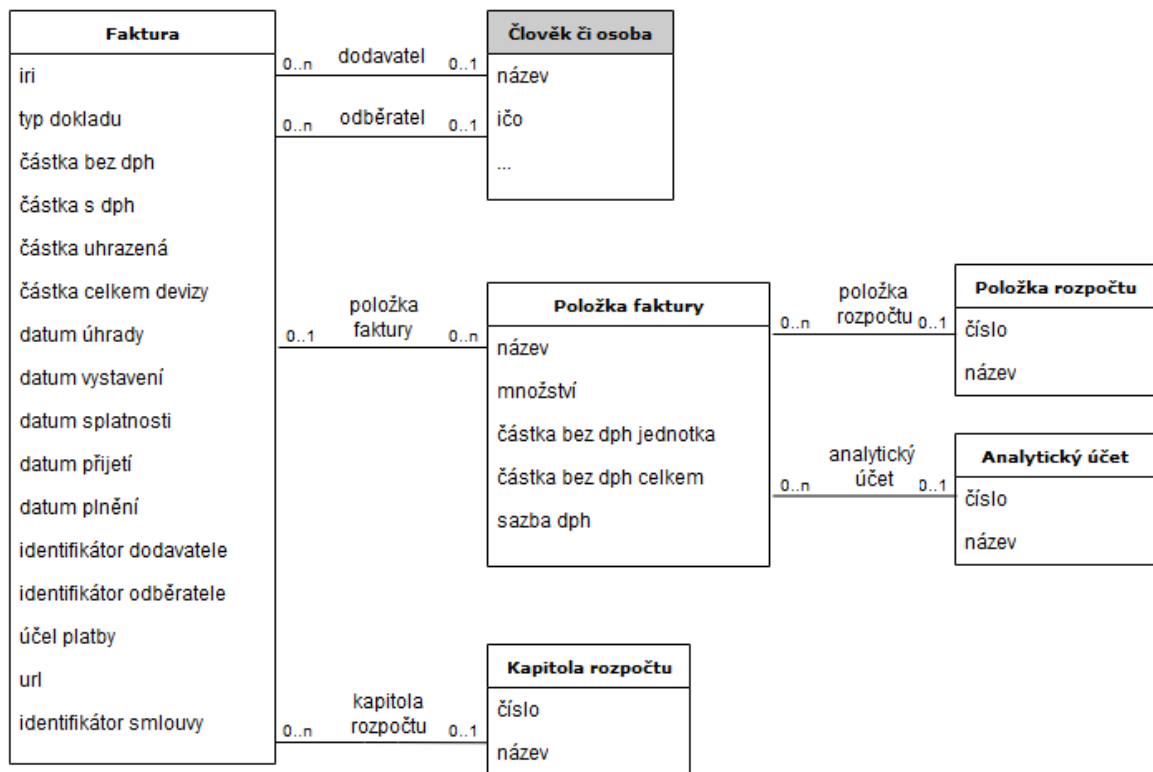 Faktura
iri
typ dokladu
částka bez dph
částka s dph
částka uhrazená
částka celkem devizy
datum úhrady
datum vystavení
datum splatnosti
datum přijetí
datum plnění
identifikátor dodavatele
identifikátor odběratele
účel platby
url
identifikátor smlouvy
0..n dodavatel 0..1
0..n odběratel 0..1
Člověk či osoba
název
ičo
...
položka
faktury
0..1 0..n
Položka faktury
název
množství
částka bez dph jednotka
částka bez dph celkem
sazba dph
položka
rozpočtu
0..n 0..1
Položka rozpočtu
číslo
název
analytický
účet
0..n 0..1
Analytický účet
číslo
název
kapitola
rozpočtu
0..n 0..1
Kapitola rozpočtu
číslo
název